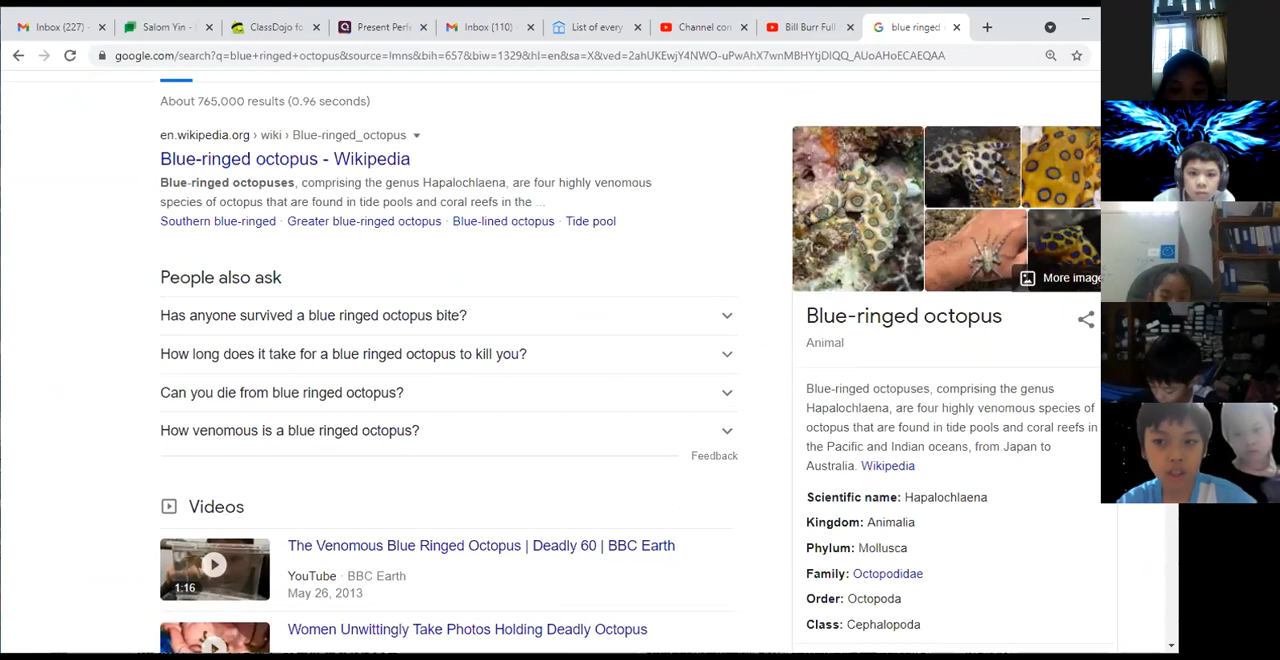 Inbox (227) -
Salom Yin -
ClassDojo fo
Present Perf
Inbox (110) -
List of every
Channel con
Bill Burr Full
blue ringed
google.com/search?q=blue+ringed+octopus&source=lmns&bih=657&biw=1329&hl=en&sa=X&ved=2ahUKEwjY4NWO-uPwAhX7wnMBHYtjDlQQ_AUoAHoECAEQAA
About 765,000 results (0.96 seconds)
en.wikipedia.org › wiki › Blue-ringed_octopus
Blue-ringed octopus - Wikipedia
Blue-ringed octopuses, comprising the genus Hapalochlaena, are four highly venomous
species of octopus that are found in tide pools and coral reefs in the ...
Southern blue-ringed · Greater blue-ringed octopus · Blue-lined octopus · Tide pool
People also ask
Has anyone survived a blue ringed octopus bite?
How long does it take for a blue ringed octopus to kill you?
Can you die from blue ringed octopus?
How venomous is a blue ringed octopus?
Feedback
Videos
1:16
The Venomous Blue Ringed Octopus | Deadly 60 | BBC Earth
YouTube · BBC Earth
May 26, 2013
Women Unwittingly Take Photos Holding Deadly Octopus
More image
Blue-ringed octopus
Animal
Blue-ringed octopuses, comprising the genus
Hapalochlaena, are four highly venomous species of
octopus that are found in tide pools and coral reefs in
the Pacific and Indian oceans, from Japan to
Australia. Wikipedia
Scientific name: Hapalochlaena
Kingdom: Animalia
Phylum: Mollusca
Family: Octopodidae
Order: Octopoda
Class: Cephalopoda